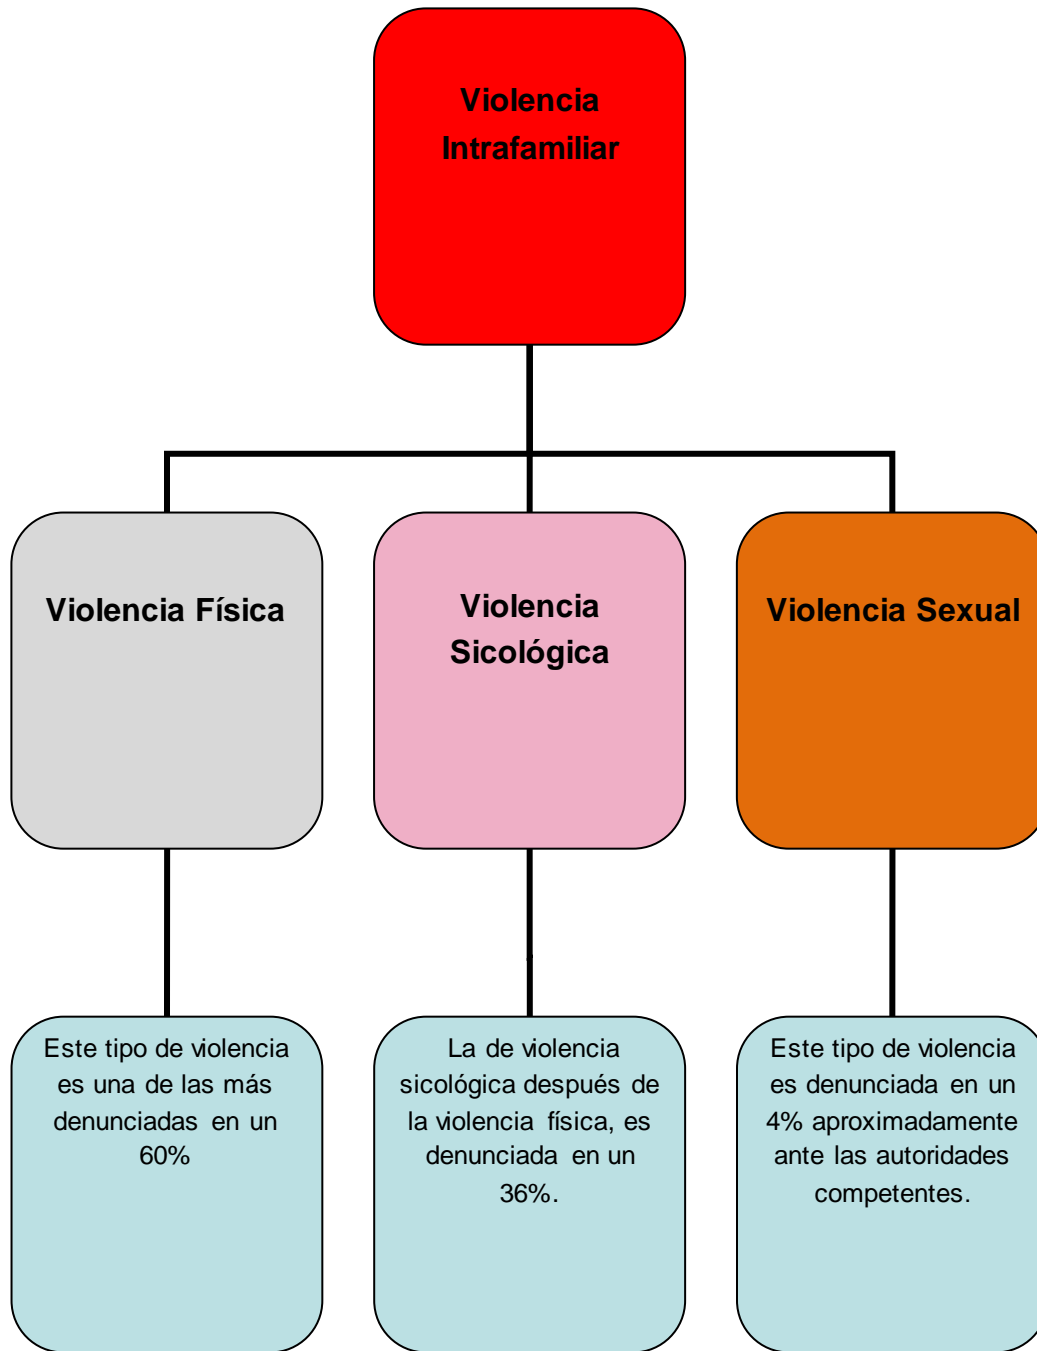 Violencia
Intrafamiliar
Violencia Física
Violencia
Sicológica
Violencia Sexual
Este tipo de violencia
es una de las más
denunciadas en un
60%
La de violencia
sicológica después de
la violencia física, es
denunciada en un
36%.
Este tipo de violencia
es denunciada en un
4% aproximadamente
ante las autoridades
competentes.